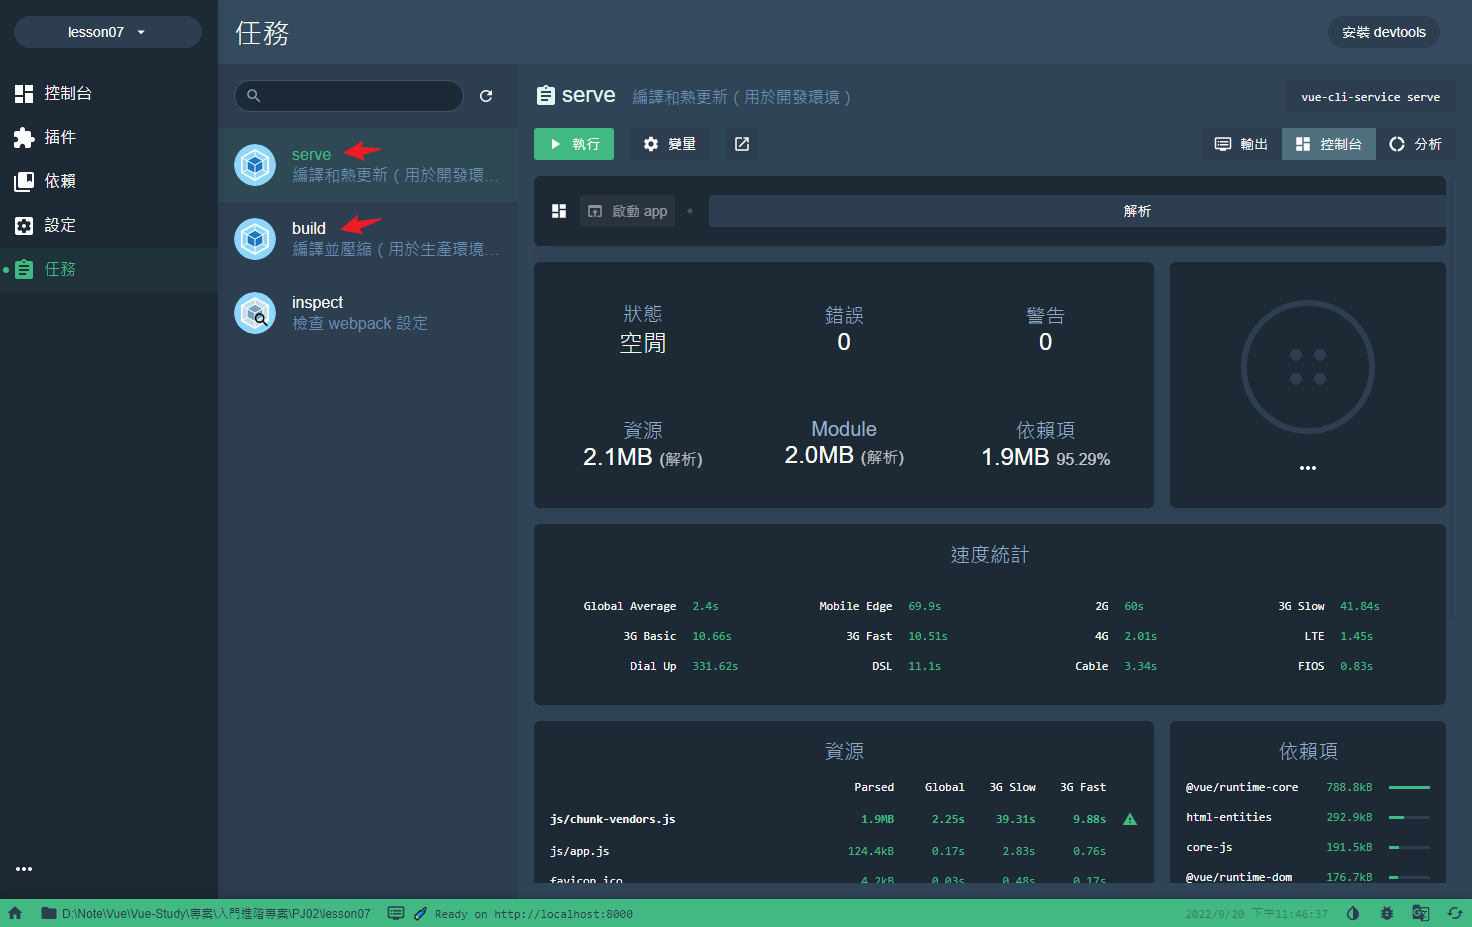 lesson07
控制台
插件
依賴
設定
任務
任務
安裝 devtools
serve
編譯和熱更新 ( 用於開發環...
build
編譯並壓縮 ( 用於生產環境...
inspect
檢查 webpack 設定
serve 編譯和熱更新 ( 用於開發環境 )
vue-cli-service serve
執行 變量
輸出 控制台 分析
啟動 app
解析
狀態 錯誤 警告
空閒 0 0
資源 Module 依賴項
2.1MB (解析) 2.0MB (解析) 1.9MB 95.29%
速度統計
Global Average 2.4s Mobile Edge 69.9s 2G 60s 3G Slow 41.84s
3G Basic 10.66s 3G Fast 10.51s 4G 2.01s LTE 1.45s
Dial Up 331.62s DSL 11.1s Cable 3.34s FIOS 0.83s
資源
Parsed Global 3G Slow 3G Fast
js/chunk-vendors.js 1.9MB 2.25s 39.31s 9.88s
js/app.js 124.4kB 0.17s 2.83s 0.76s
favicon.ico 4.2kB 0.03s 0.48s 0.17s
依賴項
@vue/runtime-core 788.8kB
html-entities 292.9kB
core-js 191.5kB
@vue/runtime-dom 176.7kB
D:\Note\Vue\Vue-Study\專案\入門進階專案\PJ02\lesson07
Ready on http://localhost:8000
2022/9/20 下午11:46:37